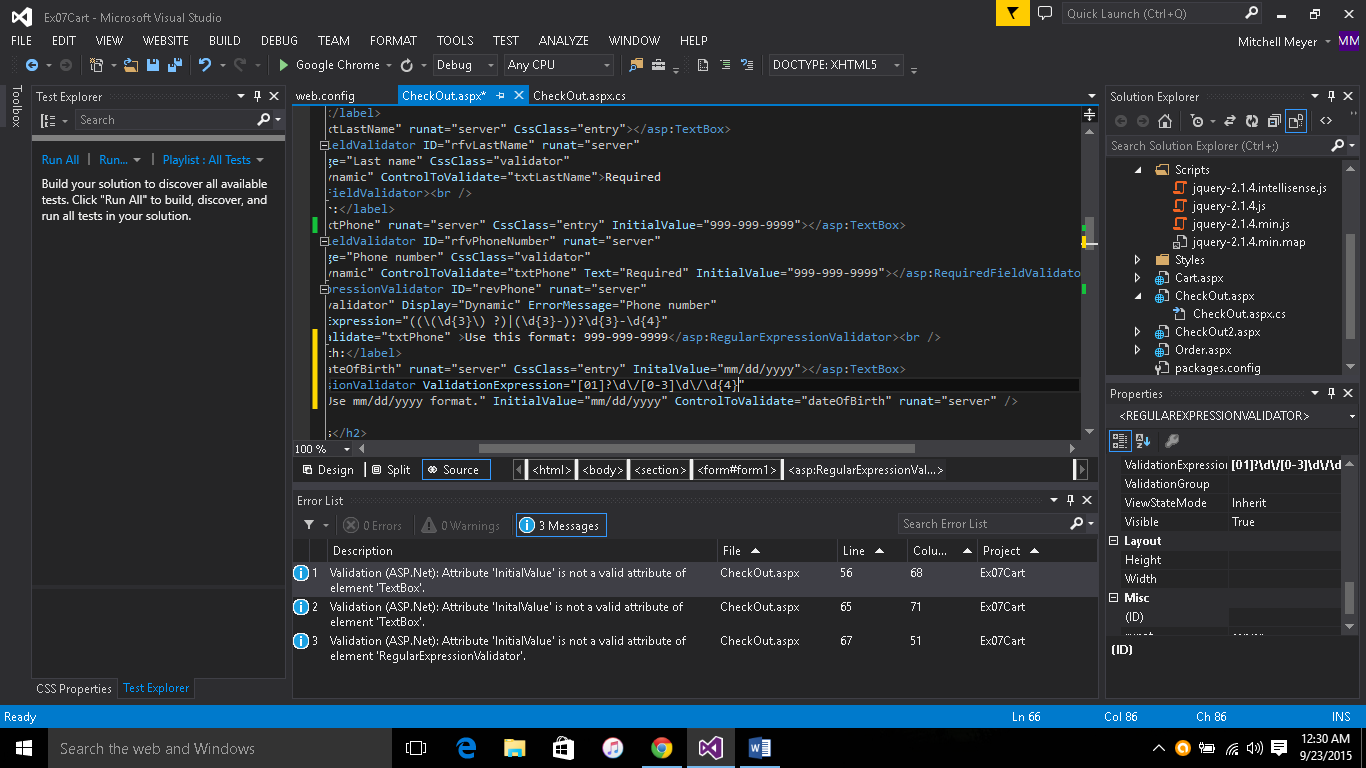 Ex07Cart - Microsoft Visual Studio
Quick Launch (Ctrl+Q)
FILE EDIT VIEW WEBSITE BUILD DEBUG TEAM FORMAT TOOLS TEST ANALYZE WINDOW HELP
Mitchell Meyer MM
Google Chrome Debug Any CPU DOCTYPE: XHTML5
Toolbox
Test Explorer
Search
Run All Run... Playlist : All Tests
Build your solution to discover all available
tests. Click "Run All" to build, discover, and
run all tests in your solution.
CSS Properties Test Explorer
web.config CheckOut.aspx* CheckOut.aspx.cs
</label>
ctLastName" runat="server" CssClass="entry"></asp:TextBox>
ieldValidator ID="rfvLastName" runat="server"
ge="Last name" CssClass="validator"
ynamic" ControlToValidate="txtLastName">Required
FieldValidator><br />
r:</label>
ctPhone" runat="server" CssClass="entry" InitialValue="999-999-9999"></asp:TextBox>
ieldValidator ID="rfvPhoneNumber" runat="server"
ge="Phone number" CssClass="validator"
ynamic" ControlToValidate="txtPhone" Text="Required" InitialValue="999-999-9999"></asp:RequiredFieldValidato
pressionValidator ID="revPhone" runat="server"
validator" Display="Dynamic" ErrorMessage="Phone number"
Expression="((\(\d{3}\) ?)|(\d{3}-))?\d{3}-\d{4}"
alidate="txtPhone" >Use this format: 999-999-9999</asp:RegularExpressionValidator><br />
th:</label>
ateOfBirth" runat="server" CssClass="entry" InitalValue="mm/dd/yyyy"></asp:TextBox>
sionValidator ValidationExpression="[01]?\d\/[0-3]\d\/\d{4}"
Use mm/dd/yyyy format." InitialValue="mm/dd/yyyy" ControlToValidate="dateOfBirth" runat="server" />
s</h2>
100 %
Design Split Source <html> <body> <section> <form#form1> <asp:RegularExpressionVal...>
Error List
0 Errors 0 Warnings 3 Messages Search Error List
Description File Line Colu... Project
1 Validation (ASP.Net): Attribute 'InitialValue' is not a valid attribute of element 'TextBox'. CheckOut.aspx 56 68 Ex07Cart
2 Validation (ASP.Net): Attribute 'InitalValue' is not a valid attribute of element 'TextBox'. CheckOut.aspx 65 71 Ex07Cart
3 Validation (ASP.Net): Attribute 'InitialValue' is not a valid attribute of element 'RegularExpressionValidator'. CheckOut.aspx 67 51 Ex07Cart
Solution Explorer
Search Solution Explorer (Ctrl+;)
Scripts
jquery-2.1.4.intellisense.js
jquery-2.1.4.js
jquery-2.1.4.min.js
jquery-2.1.4.min.map
Styles
Cart.aspx
CheckOut.aspx
CheckOut.aspx.cs
CheckOut2.aspx
Order.aspx
packages.config
Properties
<REGULAREXPRESSIONVALIDATOR>
ValidationExpression [01]?\d\/[0-3]\d\/\d
ValidationGroup
ViewStateMode Inherit
Visible True
Layout
Height
Width
Misc
(ID)
(ID)
Ready Ln 66 Col 86 Ch 86 INS
Search the web and Windows
12:30 AM
9/23/2015